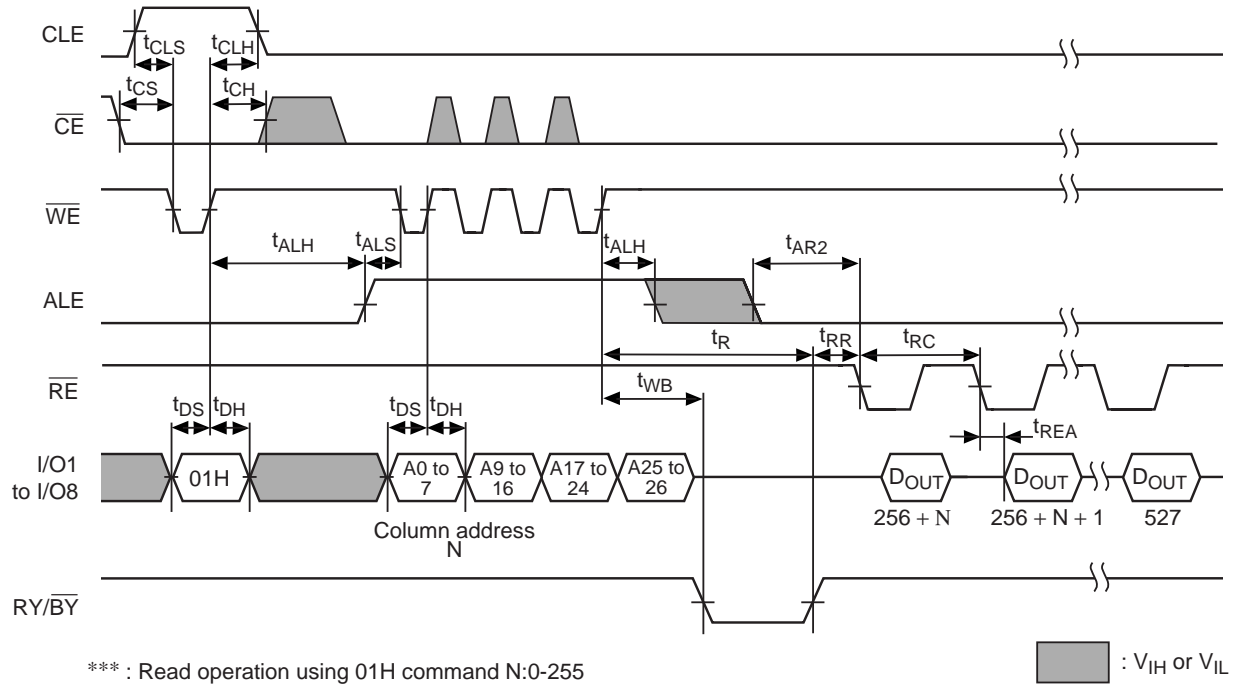 CLE
tCLS tCLH
tCS tCH
CE
WE
tALH tALS tALH tAR2
ALE
tR tRR tRC
RE
tWB
tDS tDH tDS tDH
tREA
I/O1
to I/O8
01H
A0 to
7
A9 to
16
A17 to
24
A25 to
26
DOUT DOUT DOUT
256 + N 256 + N + 1 527
Column address
N
RY/BY
*** : Read operation using 01H command N:0-255
: VIH or VIL